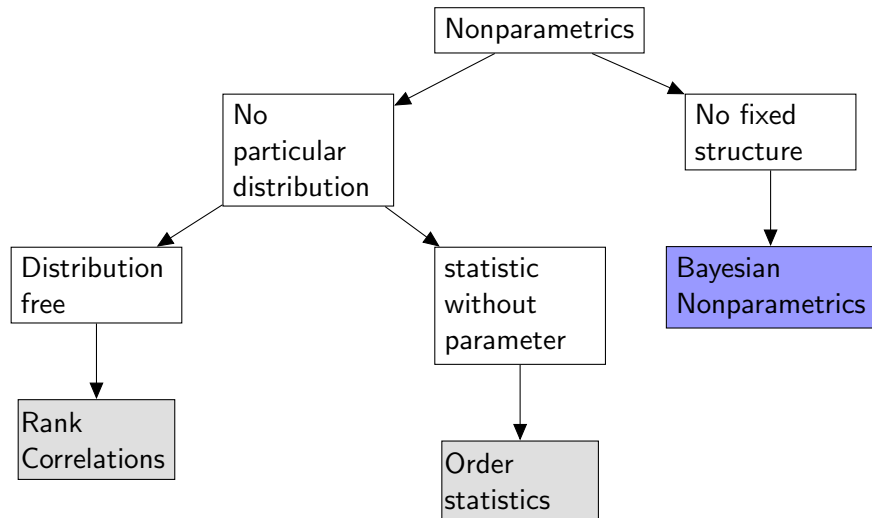 Nonparametrics
No
particular
distribution
No fixed
structure
Distribution
free
statistic
without
parameter
Bayesian
Nonparametrics
Rank
Correlations
Order
statistics